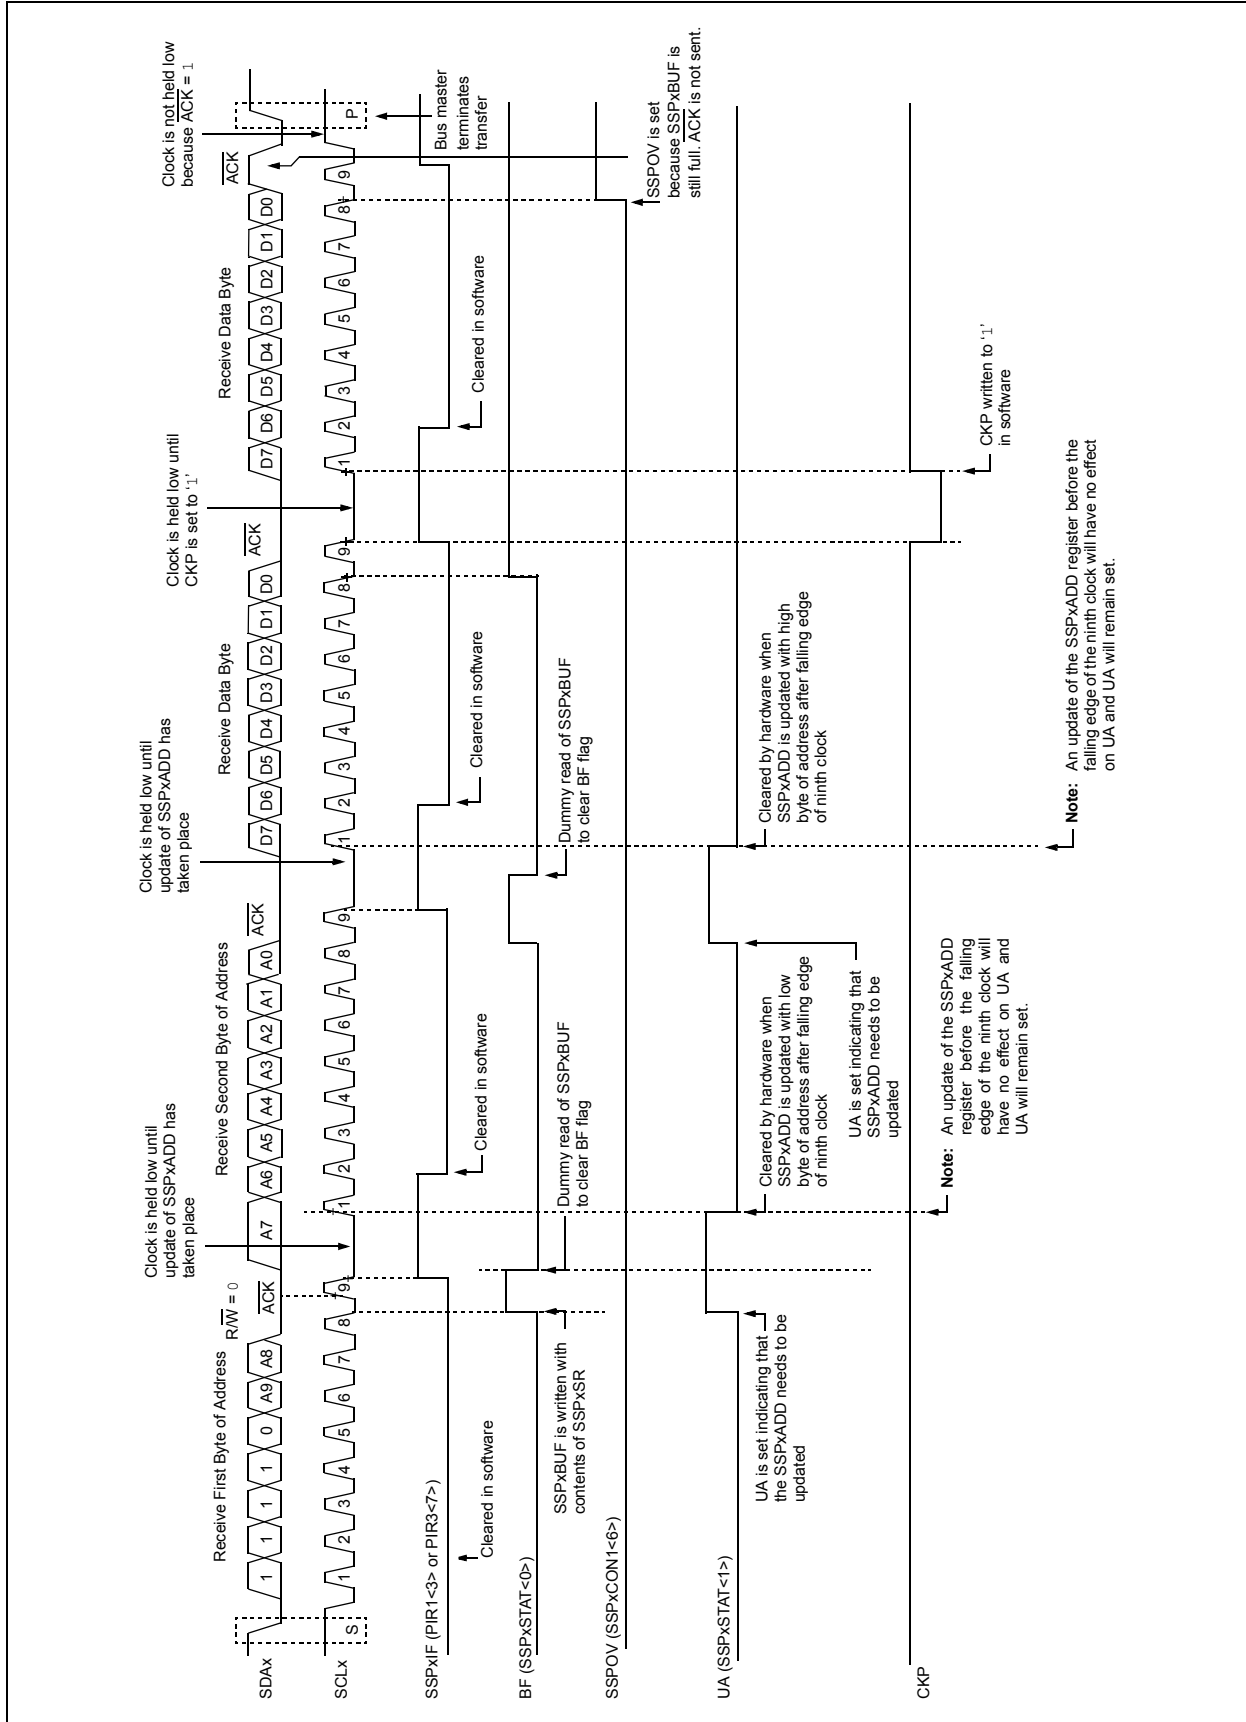 Receive First Byte of Address
R/W = 0
ACK
Clock is held low until
update of SSPxADD has
taken place
Receive Second Byte of Address
ACK
Clock is held low until
update of SSPxADD has
taken place
Receive Data Byte
ACK
Clock is held low until
CKP is set to ‘1’
Receive Data Byte
ACK
Clock is not held low
because ACK = 1
SDAx
1 1 1 1 0 A9 A8
A7 A6 A5 A4 A3 A2 A1 A0
D7 D6 D5 D4 D3 D2 D1 D0
D7 D6 D5 D4 D3 D2 D1 D0
SCLx
S
1 2 3 4 5 6 7 8 9
1 2 3 4 5 6 7 8 9
1 2 3 4 5 6 7 8 9
1 2 3 4 5 6 7 8 9
P
Bus master
terminates
transfer
SSPxIF (PIR1<3> or PIR3<7>)
Cleared in software
Cleared in software
Cleared in software
Cleared in software
BF (SSPxSTAT<0>)
SSPxBUF is written with
contents of SSPxSR
Dummy read of SSPxBUF
to clear BF flag
Dummy read of SSPxBUF
to clear BF flag
SSPOV (SSPxCON1<6>)
SSPOV is set
because SSPxBUF is
still full. ACK is not sent.
UA (SSPxSTAT<1>)
UA is set indicating that
the SSPxADD needs to be
updated
Cleared by hardware when
SSPxADD is updated with low
byte of address after falling edge
of ninth clock
UA is set indicating that
SSPxADD needs to be
updated
Cleared by hardware when
SSPxADD is updated with high
byte of address after falling edge
of ninth clock
CKP
Note: An update of the SSPxADD
register before the falling
edge of the ninth clock will
have no effect on UA and
UA will remain set.
CKP written to ‘1’
in software
Note: An update of the SSPxADD register before the
falling edge of the ninth clock will have no effect
on UA and UA will remain set.